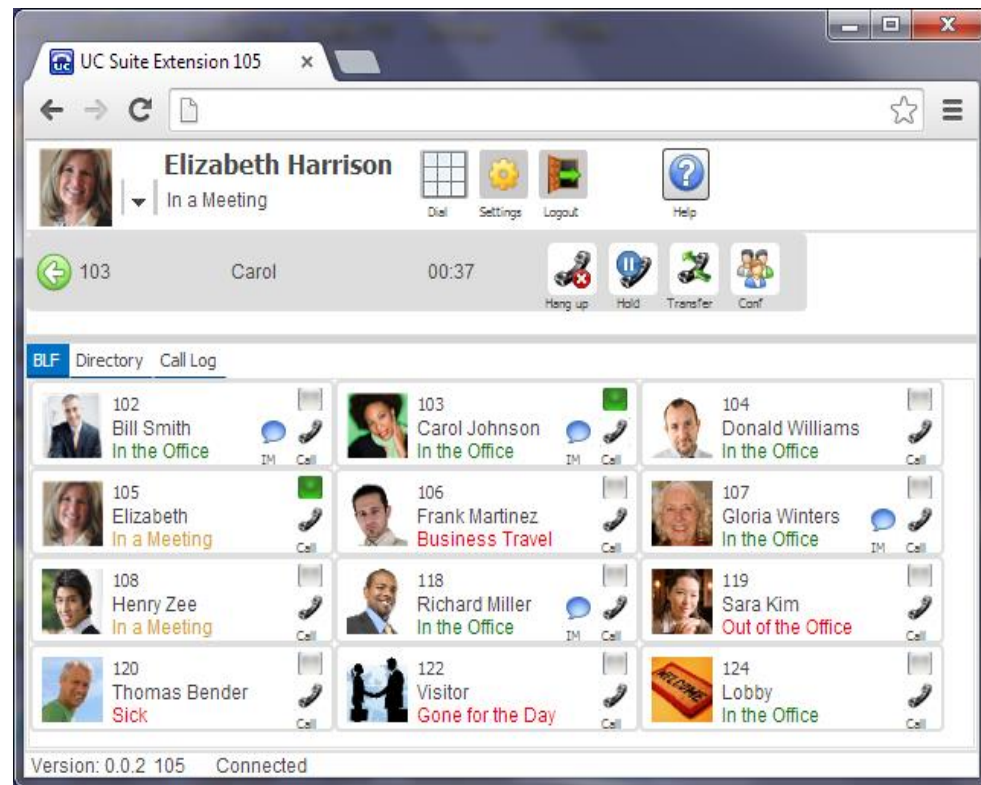 UC Suite Extension 105
Elizabeth Harrison
In a Meeting
Dial Settings Logout Help
103 Carol 00:37
Hang up Hold Transfer Conf
BLF Directory Call Log
102
Bill Smith
In the Office
IM Call
103
Carol Johnson
In the Office
IM Call
104
Donald Williams
In the Office
Call
105
Elizabeth
In a Meeting
Call
106
Frank Martinez
Business Travel
Call
107
Gloria Winters
In the Office
IM Call
108
Henry Zee
In a Meeting
Call
118
Richard Miller
In the Office
IM Call
119
Sara Kim
Out of the Office
Call
120
Thomas Bender
Sick
Call
122
Visitor
Gone for the Day
Call
WELCOME
124
Lobby
In the Office
Call
Version: 0.0.2 105 Connected